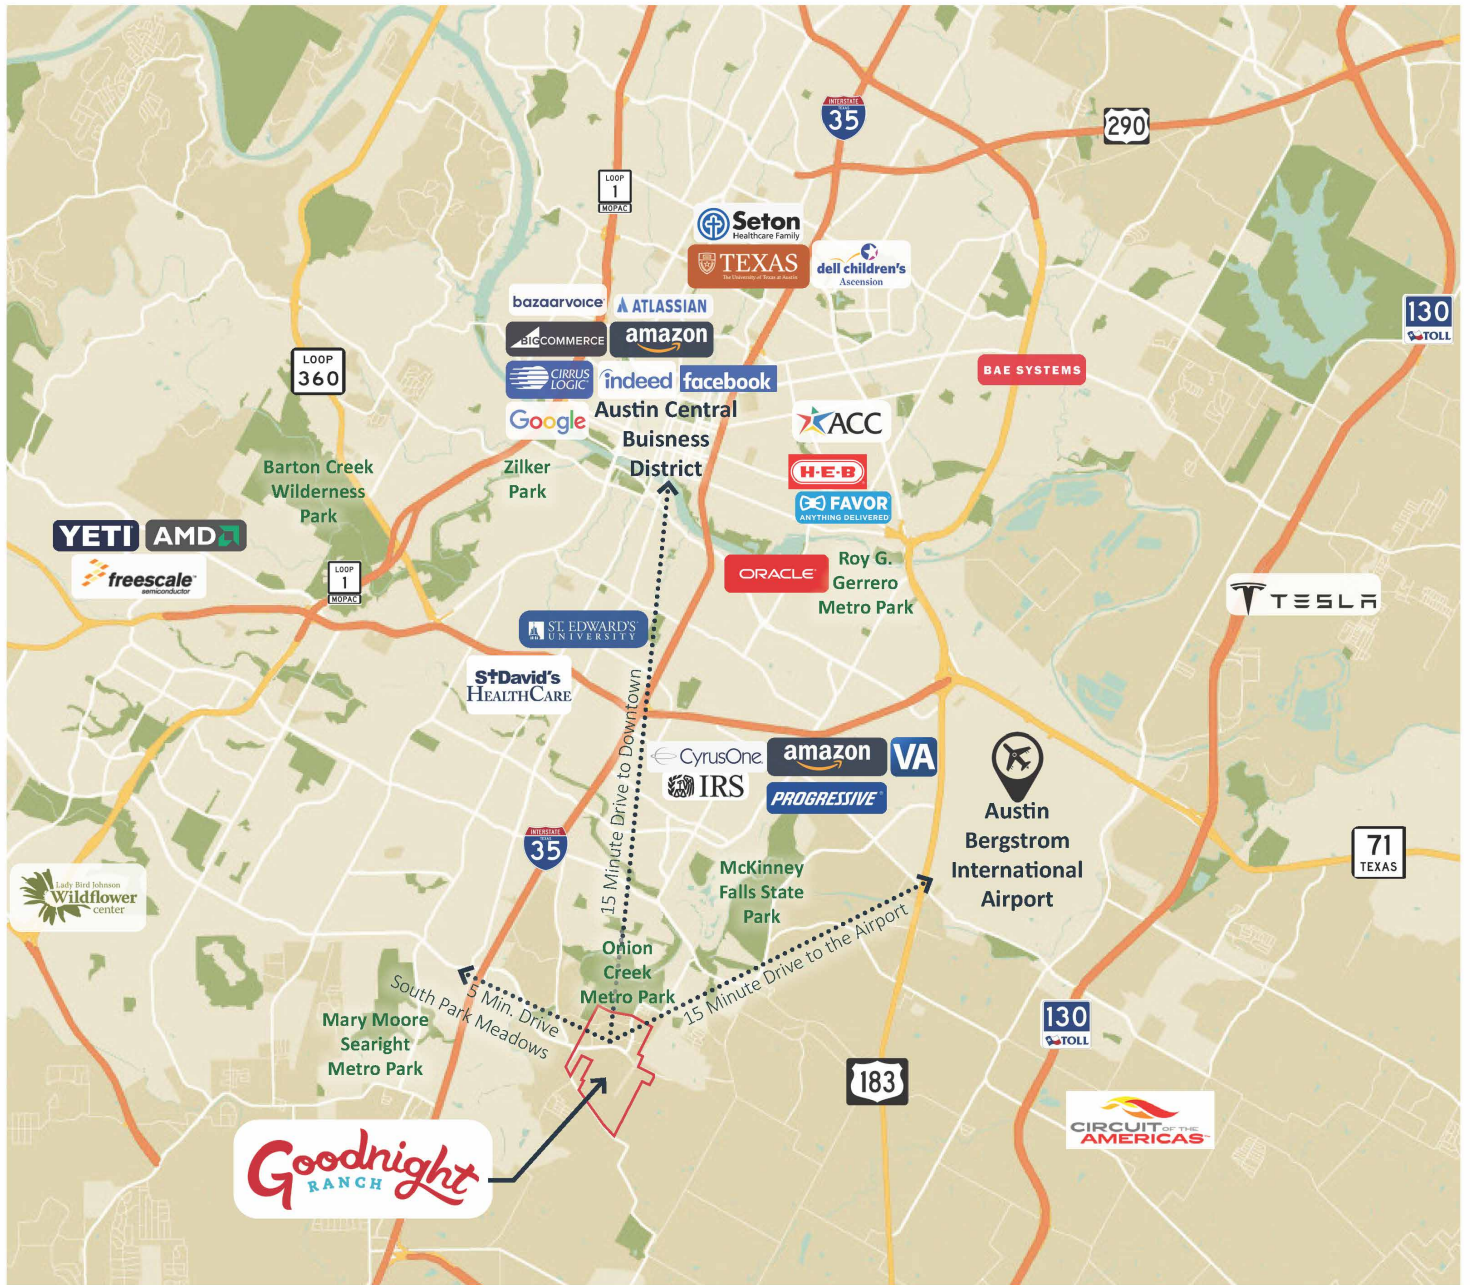 INTERSTATE
TEXAS
35
290
LOOP
1
MOPAC
Seton
Healthcare Family
TEXAS
The University of Texas at Austin
dell children's
Ascension
bazaarvoice
ATLASSIAN
BIGCOMMERCE
amazon
130
TOLL
LOOP
360
CIRRUS
LOGIC
indeed
facebook
BAE SYSTEMS
Google
Austin Central
Buisness
District
ACC
Barton Creek
Wilderness
Park
Zilker
Park
H-E-B
FAVOR
ANYTHING DELIVERED
YETI
AMD
freescale
semiconductor
LOOP
1
MOPAC
ORACLE
Roy G.
Gerrero
Metro Park
TESLA
ST. EDWARD'S
UNIVERSITY
StDavid's
HEALTHCARE
15 Minute Drive to Downtown
CyrusOne
amazon
VA
IRS
PROGRESSIVE
Austin
Bergstrom
International
Airport
INTERSTATE
TEXAS
35
71
TEXAS
Lady Bird Johnson
Wildflower
center
McKinney
Falls State
Park
15 Minute Drive to the Airport
Onion
Creek
Metro Park
5 Min. Drive
South Park Meadows
Mary Moore
Searight
Metro Park
130
TOLL
183
CIRCUIT OF THE
AMERICAS
Goodnight
RANCH